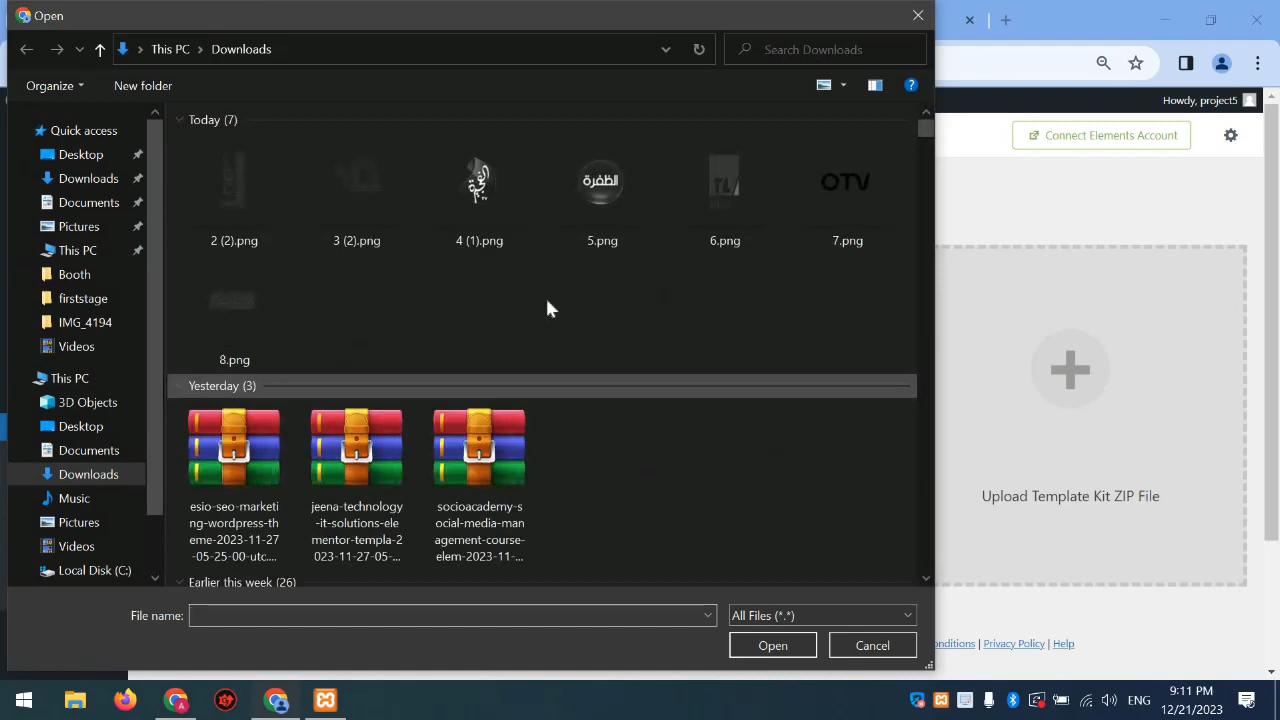 Open
This PC
Downloads
Search Downloads
Organize
New folder
Howdy, project5
Connect Elements Account
Quick access
Desktop
Downloads
Documents
Pictures
This PC
Booth
firststage
IMG_4194
Videos
This PC
3D Objects
Desktop
Documents
Downloads
Music
Pictures
Videos
Local Disk (C:)
Today (7)
الظفرة
OTV
2 (2).png
3 (2).png
4 (1).png
5.png
6.png
7.png
8.png
Yesterday (3)
esio-seo-marketi
ng-wordpress-th
eme-2023-11-27
-05-25-00-utc....
jeena-technology
-it-solutions-ele
mentor-templa-2
023-11-27-05-...
socioacademy-s
ocial-media-man
agement-course-
elem-2023-11-...
Earlier this week (26)
File name:
All Files (*.*)
Open
Cancel
Upload Template Kit ZIP File
onditions | Privacy Policy | Help
ENG
9:11 PM
12/21/2023